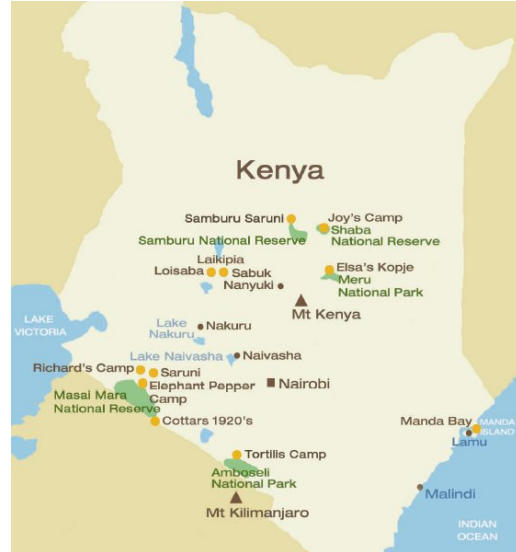 Kenya
Samburu Saruni
Joy's Camp
Shaba
National Reserve
Samburu National Reserve
Laikipia
Loisaba
Sabuk
Nanyuki
Elsa's Kopje
Meru
National Park
Mt Kenya
LAKE
VICTORIA
Lake
Nakuru
Nakuru
Lake Naivasha
Naivasha
Richard's Camp
Saruni
Elephant Pepper
Camp
Masai Mara
National Reserve
Nairobi
Cottars 1920's
Manda Bay
MANDA
ISLAND
Lamu
Tortilis Camp
Amboseli
National Park
Malindi
Mt Kilimanjaro
INDIAN
OCEAN